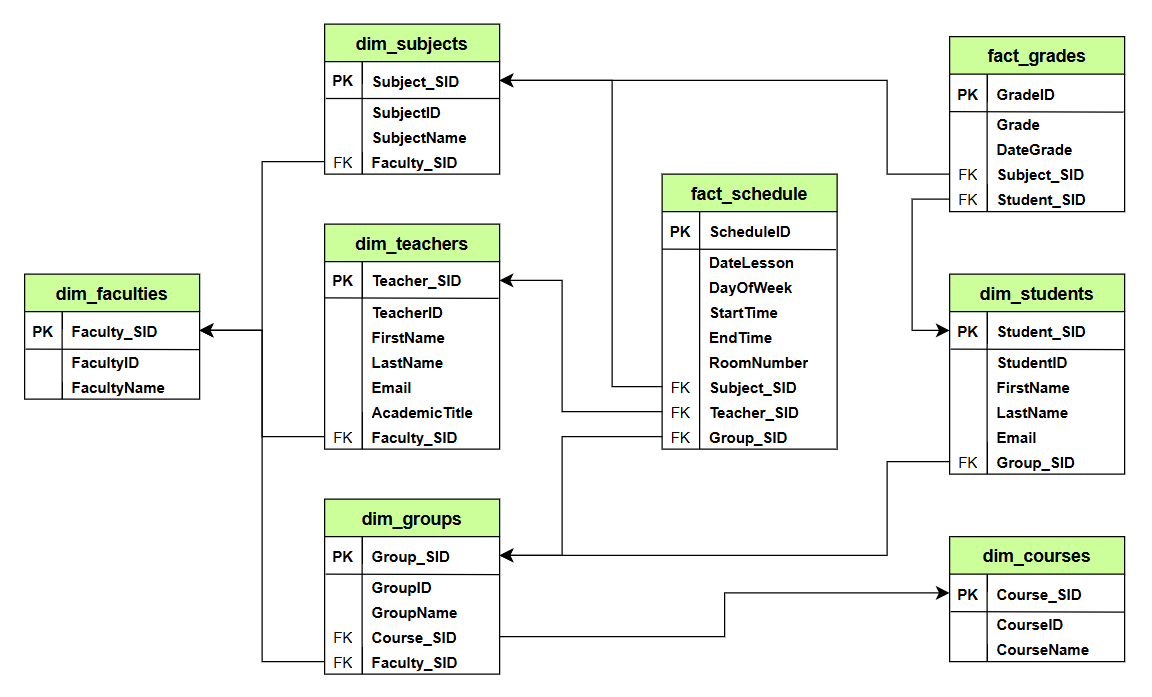 dim_subjects
PK Subject_SID
SubjectID
SubjectName
FK Faculty_SID
fact_grades
PK GradeID
Grade
DateGrade
FK Subject_SID
FK Student_SID
fact_schedule
PK ScheduleID
DateLesson
DayOfWeek
StartTime
EndTime
RoomNumber
FK Subject_SID
FK Teacher_SID
FK Group_SID
dim_teachers
PK Teacher_SID
TeacherID
FirstName
LastName
Email
AcademicTitle
FK Faculty_SID
dim_faculties
PK Faculty_SID
FacultyID
FacultyName
dim_students
PK Student_SID
StudentID
FirstName
LastName
Email
FK Group_SID
dim_groups
PK Group_SID
GroupID
GroupName
FK Course_SID
FK Faculty_SID
dim_courses
PK Course_SID
CourseID
CourseName